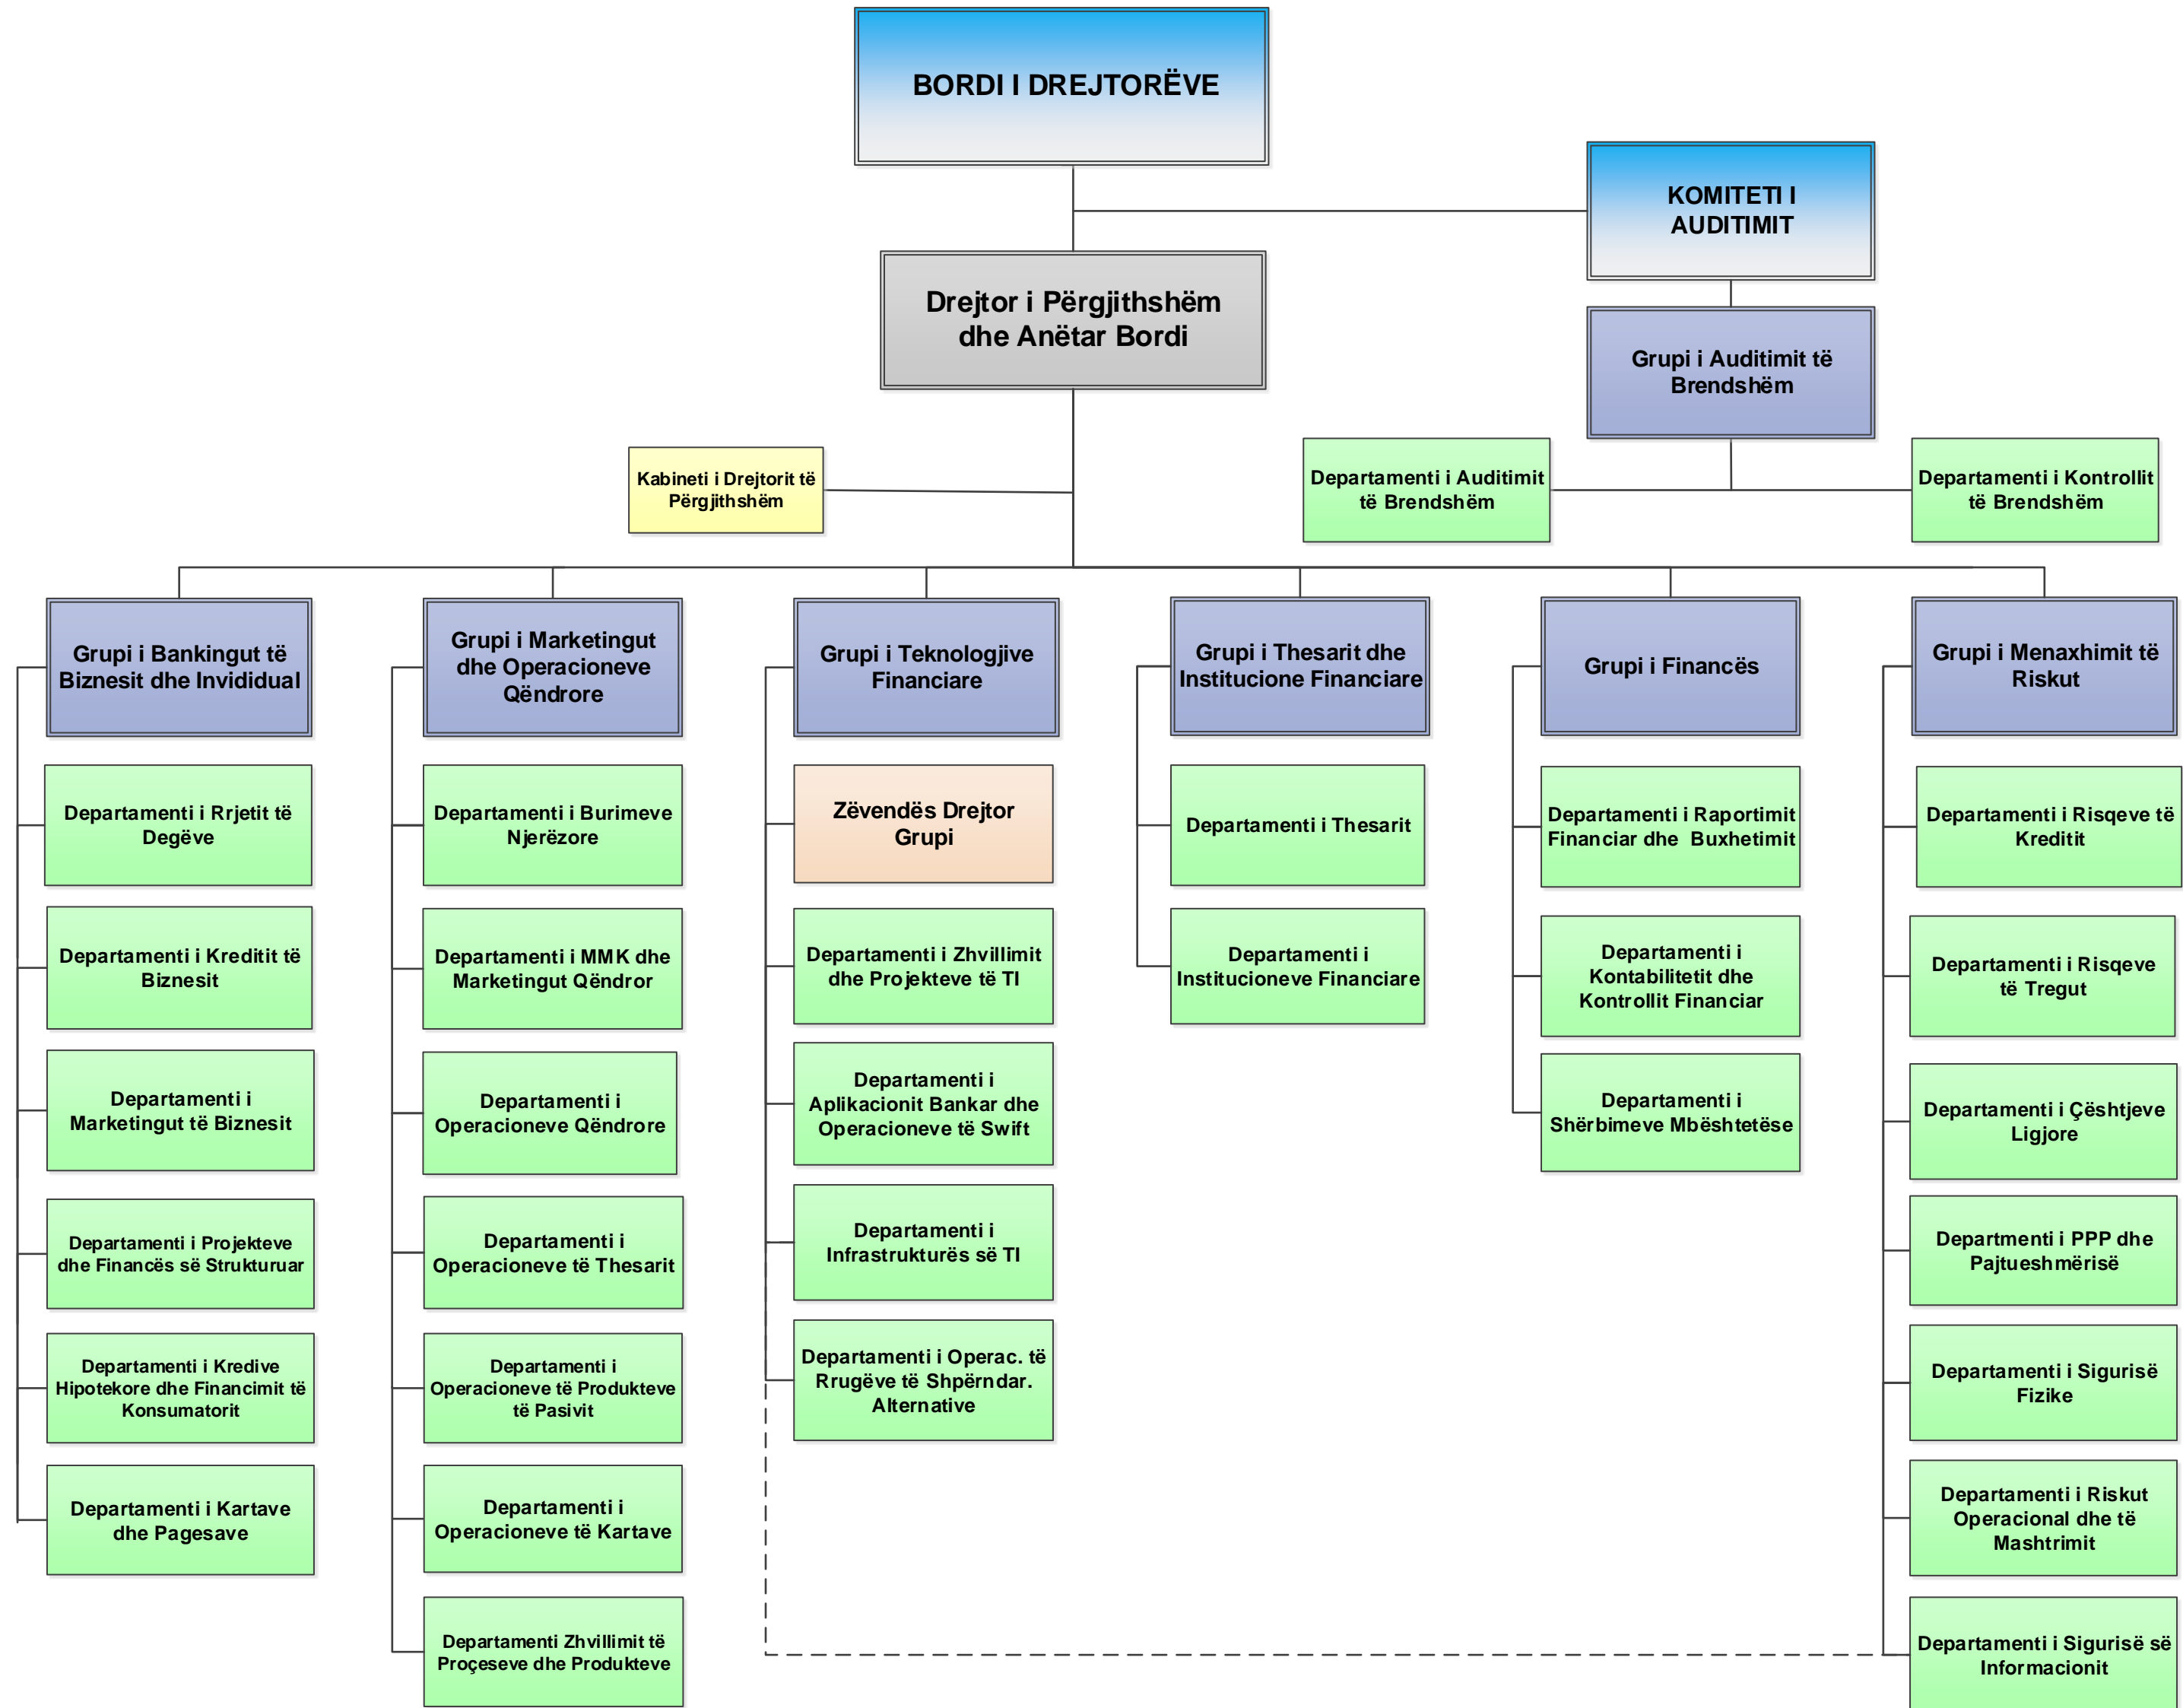 BORDI I DREJTORËVE
KOMITETI I
AUDITIMIT
Drejtor i Përgjithshëm
dhe Anëtar Bordi
Grupi i Auditimit të
Brendshëm
Kabineti i Drejtorit të
Përgjithshëm
Departamenti i Auditimit
të Brendshëm
Departamenti i Kontrollit
të Brendshëm
Grupi i Bankingut të
Biznesit dhe Invididual
Grupi i Marketingut
dhe Operacioneve
Qëndrore
Grupi i Teknologjive
Financiare
Grupi i Thesarit dhe
Institucione Financiare
Grupi i Financës
Grupi i Menaxhimit të
Riskut
Departamenti i Rrjetit të
Degëve
Departamenti i Kreditit të
Biznesit
Departamenti i
Marketingut të Biznesit
Departamenti i Projekteve
dhe Financës së Strukturuar
Departamenti i Kredive
Hipotekore dhe Financimit të
Konsumatorit
Departamenti i Kartave
dhe Pagesave
Departamenti i Burimeve
Njerëzore
Departamenti i MMK dhe
Marketingut Qëndror
Departamenti i
Operacioneve Qëndrore
Departamenti i
Operacioneve të Thesarit
Departamenti i
Operacioneve të Produkteve
të Pasivit
Departamenti i
Operacioneve të Kartave
Departamenti Zhvillimit të
Proçeseve dhe Produkteve
Zëvendës Drejtor
Grupi
Departamenti i Zhvillimit
dhe Projekteve të TI
Departamenti i
Aplikacionit Bankar dhe
Operacioneve të Swift
Departamenti i
Infrastrukturës së TI
Departamenti i Operac. të
Rrugëve të Shpërndar.
Alternative
Departamenti i Thesarit
Departamenti i
Institucioneve Financiare
Departamenti i Raportimit
Financiar dhe  Buxhetimit
Departamenti i
Kontabilitetit dhe
Kontrollit Financiar
Departamenti i
Shërbimeve Mbështetëse
Departamenti i Risqeve të
Kreditit
Departamenti i Risqeve
të Tregut
Departamenti i Çështjeve
Ligjore
Departmenti i PPP dhe
Pajtueshmërisë
Departamenti i Sigurisë
Fizike
Departamenti i Riskut
Operacional dhe të
Mashtrimit
Departamenti i Sigurisë së
Informacionit